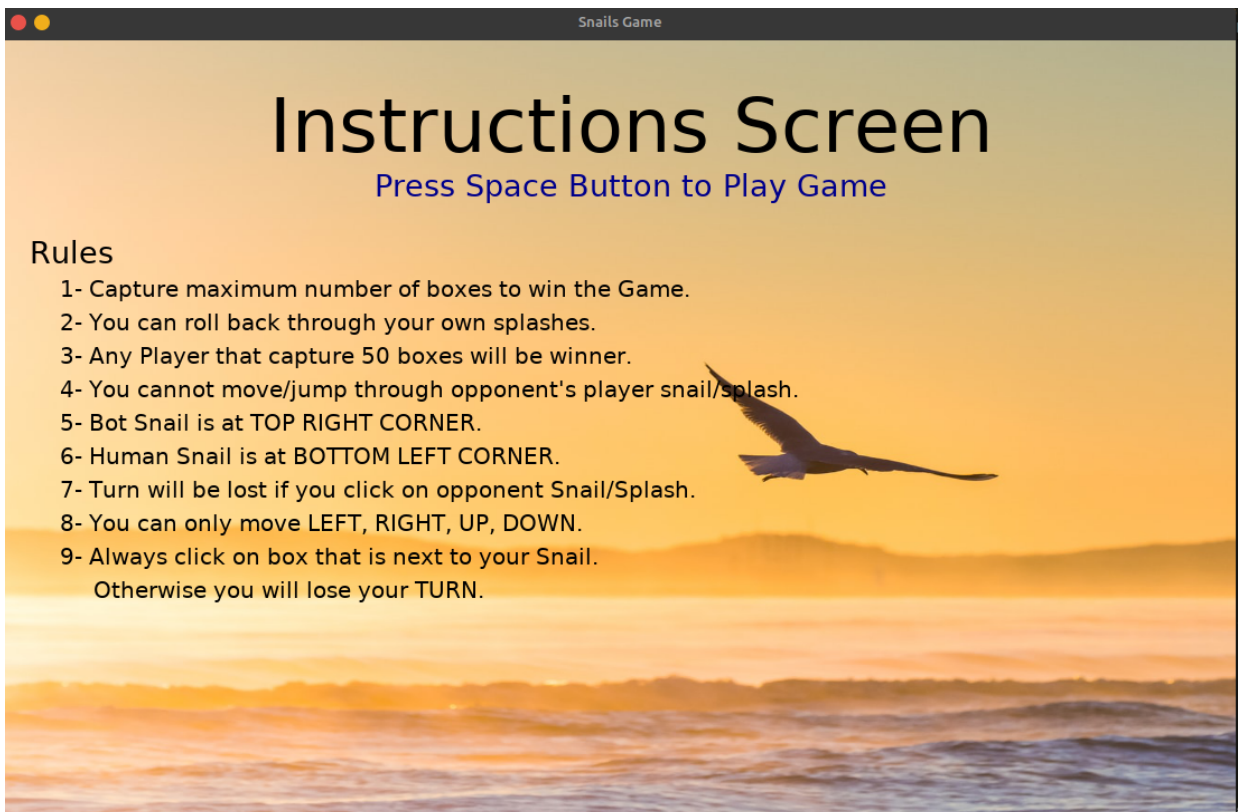 Snails Game
Instructions Screen
Press Space Button to Play Game
Rules
1- Capture maximum number of boxes to win the Game.
2- You can roll back through your own splashes.
3- Any Player that capture 50 boxes will be winner.
4- You cannot move/jump through opponent's player snail/splash.
5- Bot Snail is at TOP RIGHT CORNER.
6- Human Snail is at BOTTOM LEFT CORNER.
7- Turn will be lost if you click on opponent Snail/Splash.
8- You can only move LEFT, RIGHT, UP, DOWN.
9- Always click on box that is next to your Snail.
Otherwise you will lose your TURN.